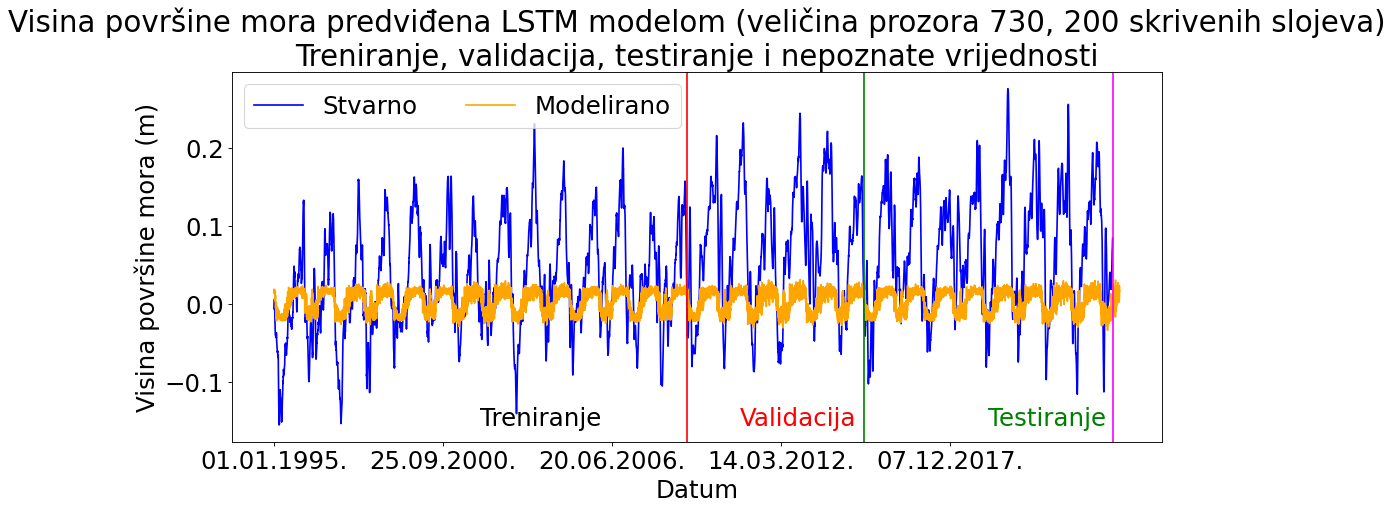 Visina površine mora predviđena LSTM modelom (veličina prozora 730, 200 skrivenih slojeva)
Treniranje, validacija, testiranje i nepoznate vrijednosti
Stvarno
Modelirano
Visina površine mora (m)
0.2
0.1
0.0
−0.1
Treniranje
Validacija
Testiranje
01.01.1995.
25.09.2000.
20.06.2006.
14.03.2012.
07.12.2017.
Datum